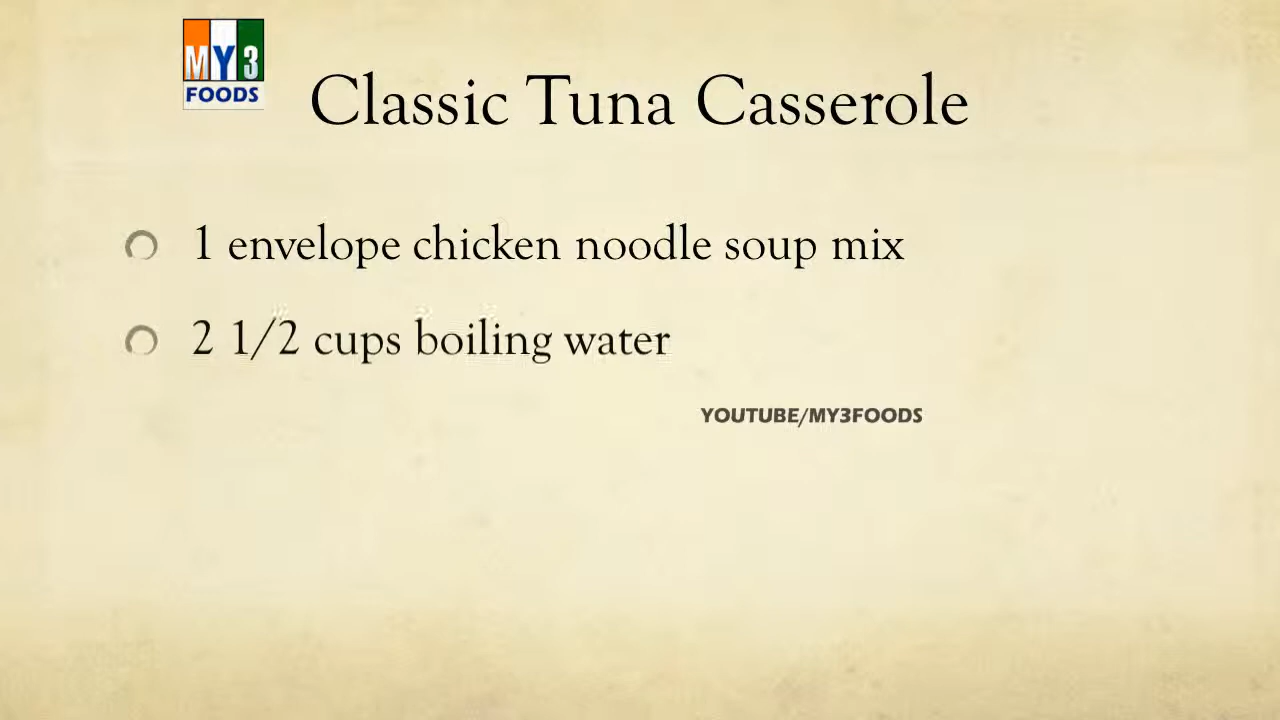 MY3
FOODS
Classic Tuna Casserole
1 envelope chicken noodle soup mix
2 1/2 cups boiling water
YOUTUBE/MY3FOODS